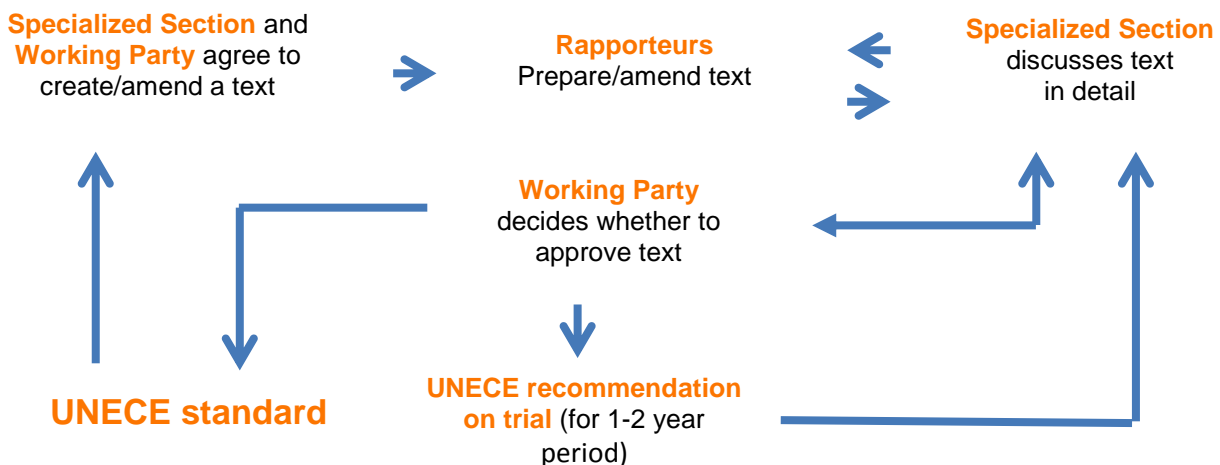 Specialized Section and
Working Party agree to
create/amend a text
Rapporteurs
Prepare/amend text
Specialized Section
discusses text
in detail
Working Party
decides whether to
approve text
UNECE standard
UNECE recommendation
on trial (for 1-2 year
period)